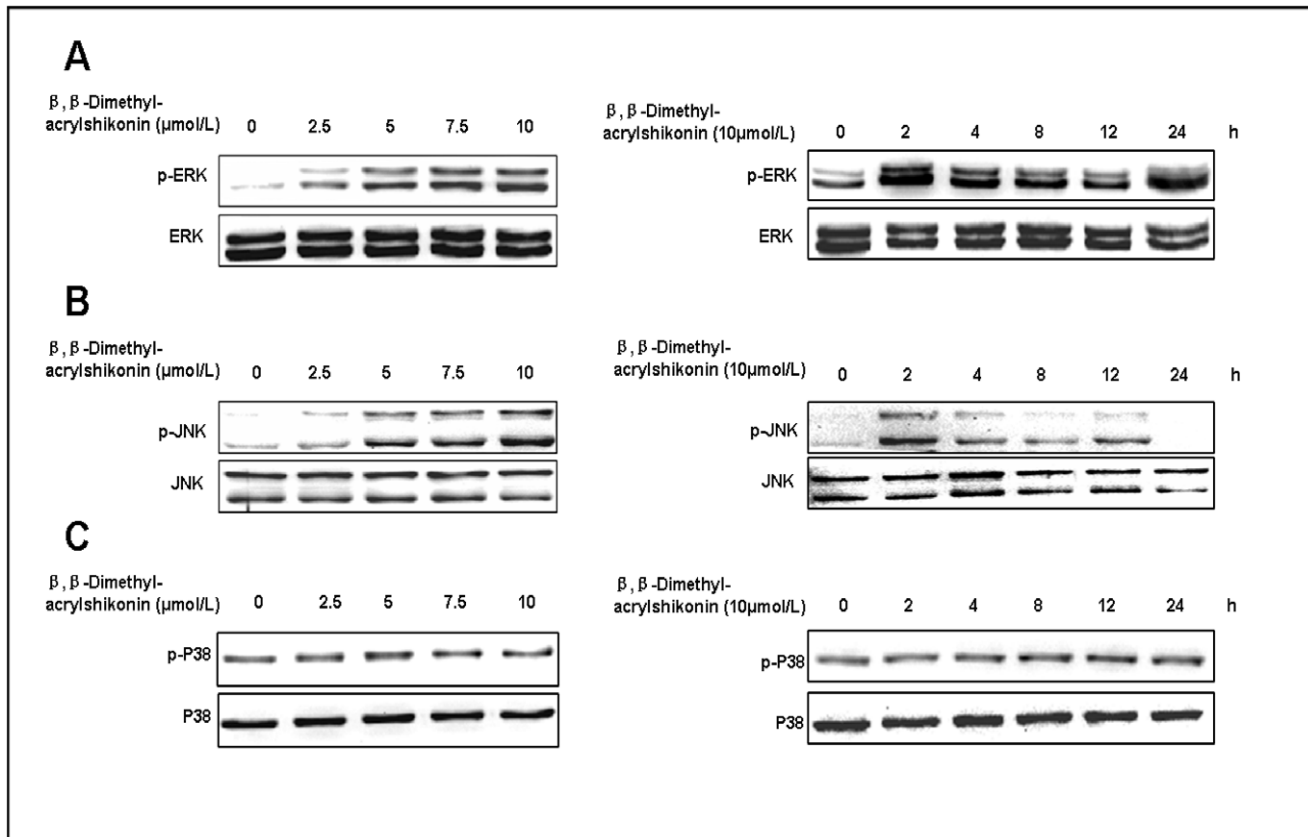 A
β,β-Dimethyl-
acrylshikonin (μmol/L) 0 2.5 5 7.5 10
p-ERK
ERK
β,β-Dimethyl-
acrylshikonin (10μmol/L) 0 2 4 8 12 24 h
p-ERK
ERK
B
β,β-Dimethyl-
acrylshikonin (μmol/L) 0 2.5 5 7.5 10
p-JNK
JNK
β,β-Dimethyl-
acrylshikonin (10μmol/L) 0 2 4 8 12 24 h
p-JNK
JNK
C
β,β-Dimethyl-
acrylshikonin (μmol/L) 0 2.5 5 7.5 10
p-P38
P38
β,β-Dimethyl-
acrylshikonin (10μmol/L) 0 2 4 8 12 24 h
p-P38
P38